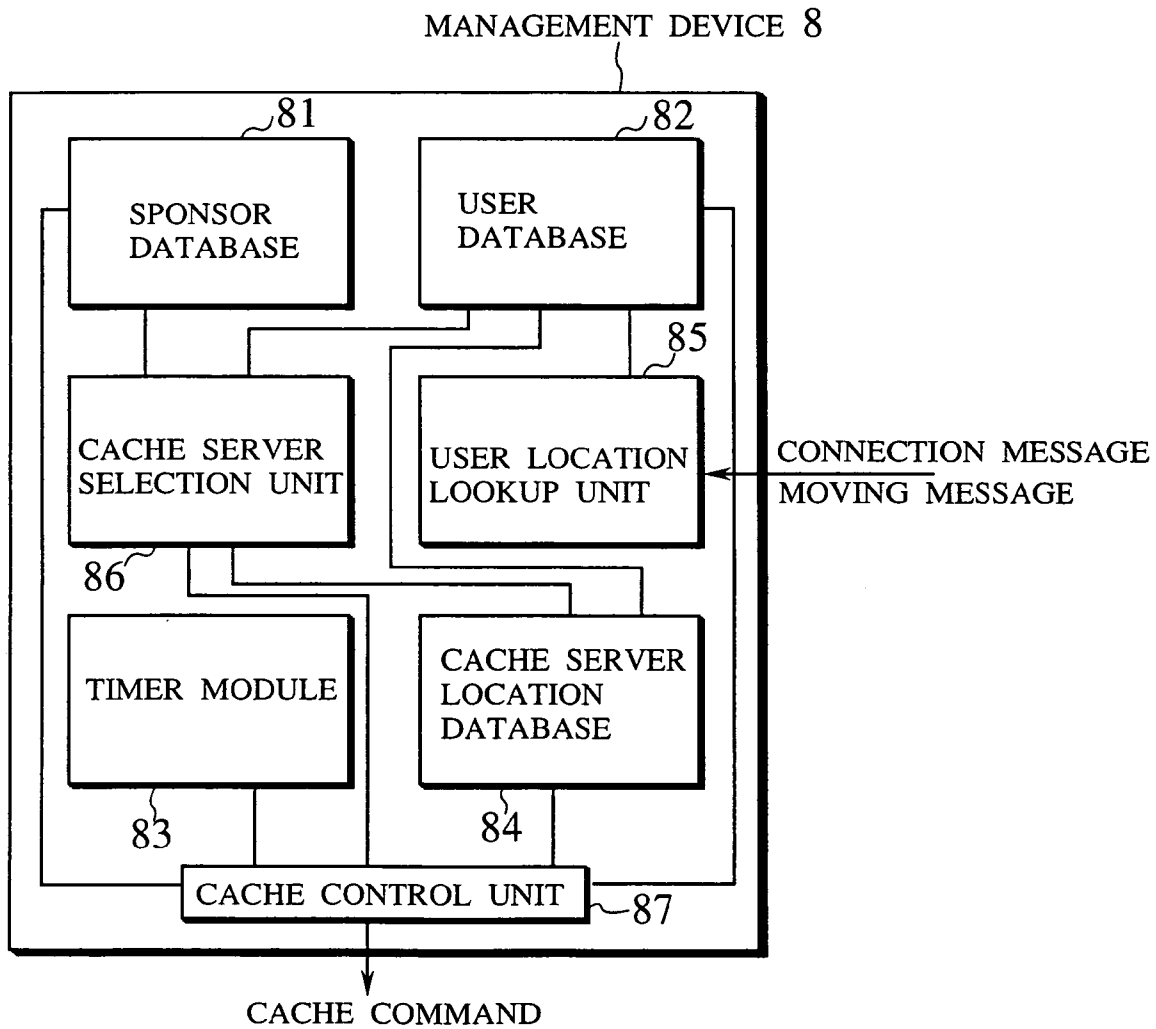 MANAGEMENT DEVICE 8
81
82
SPONSOR
DATABASE
USER
DATABASE
85
CACHE SERVER
SELECTION UNIT
USER LOCATION
LOOKUP UNIT
CONNECTION MESSAGE
MOVING MESSAGE
86
TIMER MODULE
CACHE SERVER
LOCATION
DATABASE
83
84
CACHE CONTROL UNIT
87
CACHE COMMAND